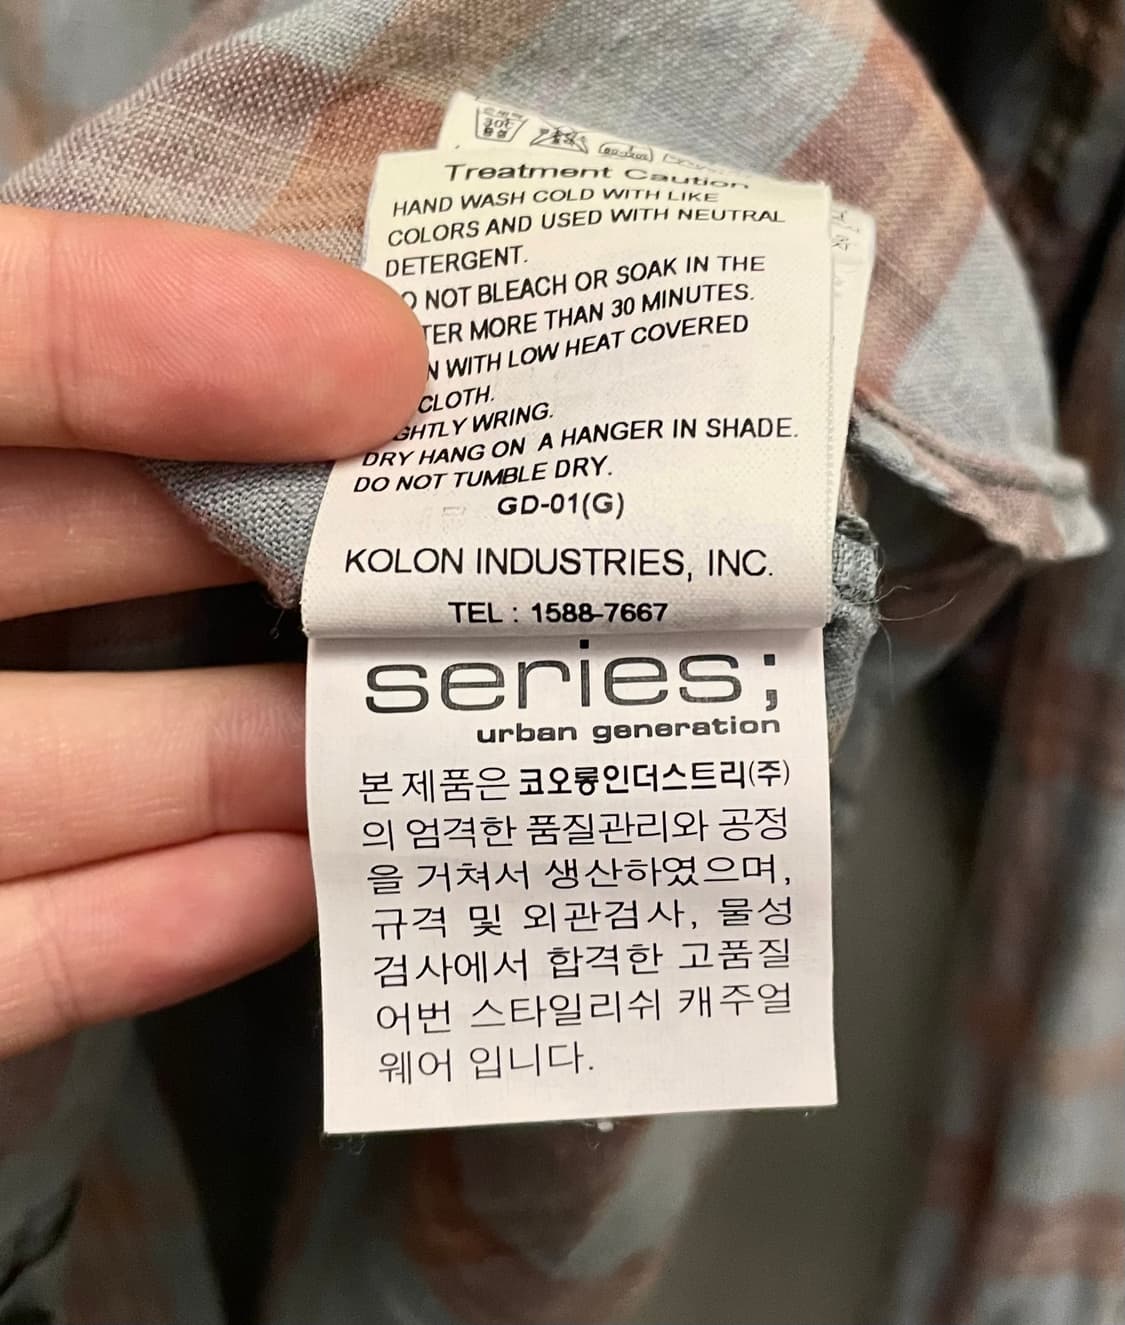 30℃
중성
Treatment Caution
HAND WASH COLD WITH LIKE
COLORS AND USED WITH NEUTRAL
DETERGENT.
NOT BLEACH OR SOAK IN THE
MORE THAN 30 MINUTES.
WITH LOW HEAT COVERED
CLOTH.
WRING.
DRY HANG ON A HANGER IN SHADE.
DO NOT TUMBLE DRY.
GD-01(G)
KOLON INDUSTRIES, INC.
TEL : 1588-7667
series;
urban generation
본 제품은 코오롱인더스트리(주)
의 엄격한 품질관리와 공정
을 거쳐서 생산하였으며,
규격 및 외관검사, 물성
검사에서 합격한 고품질
어번 스타일리쉬 캐주얼
웨어 입니다.